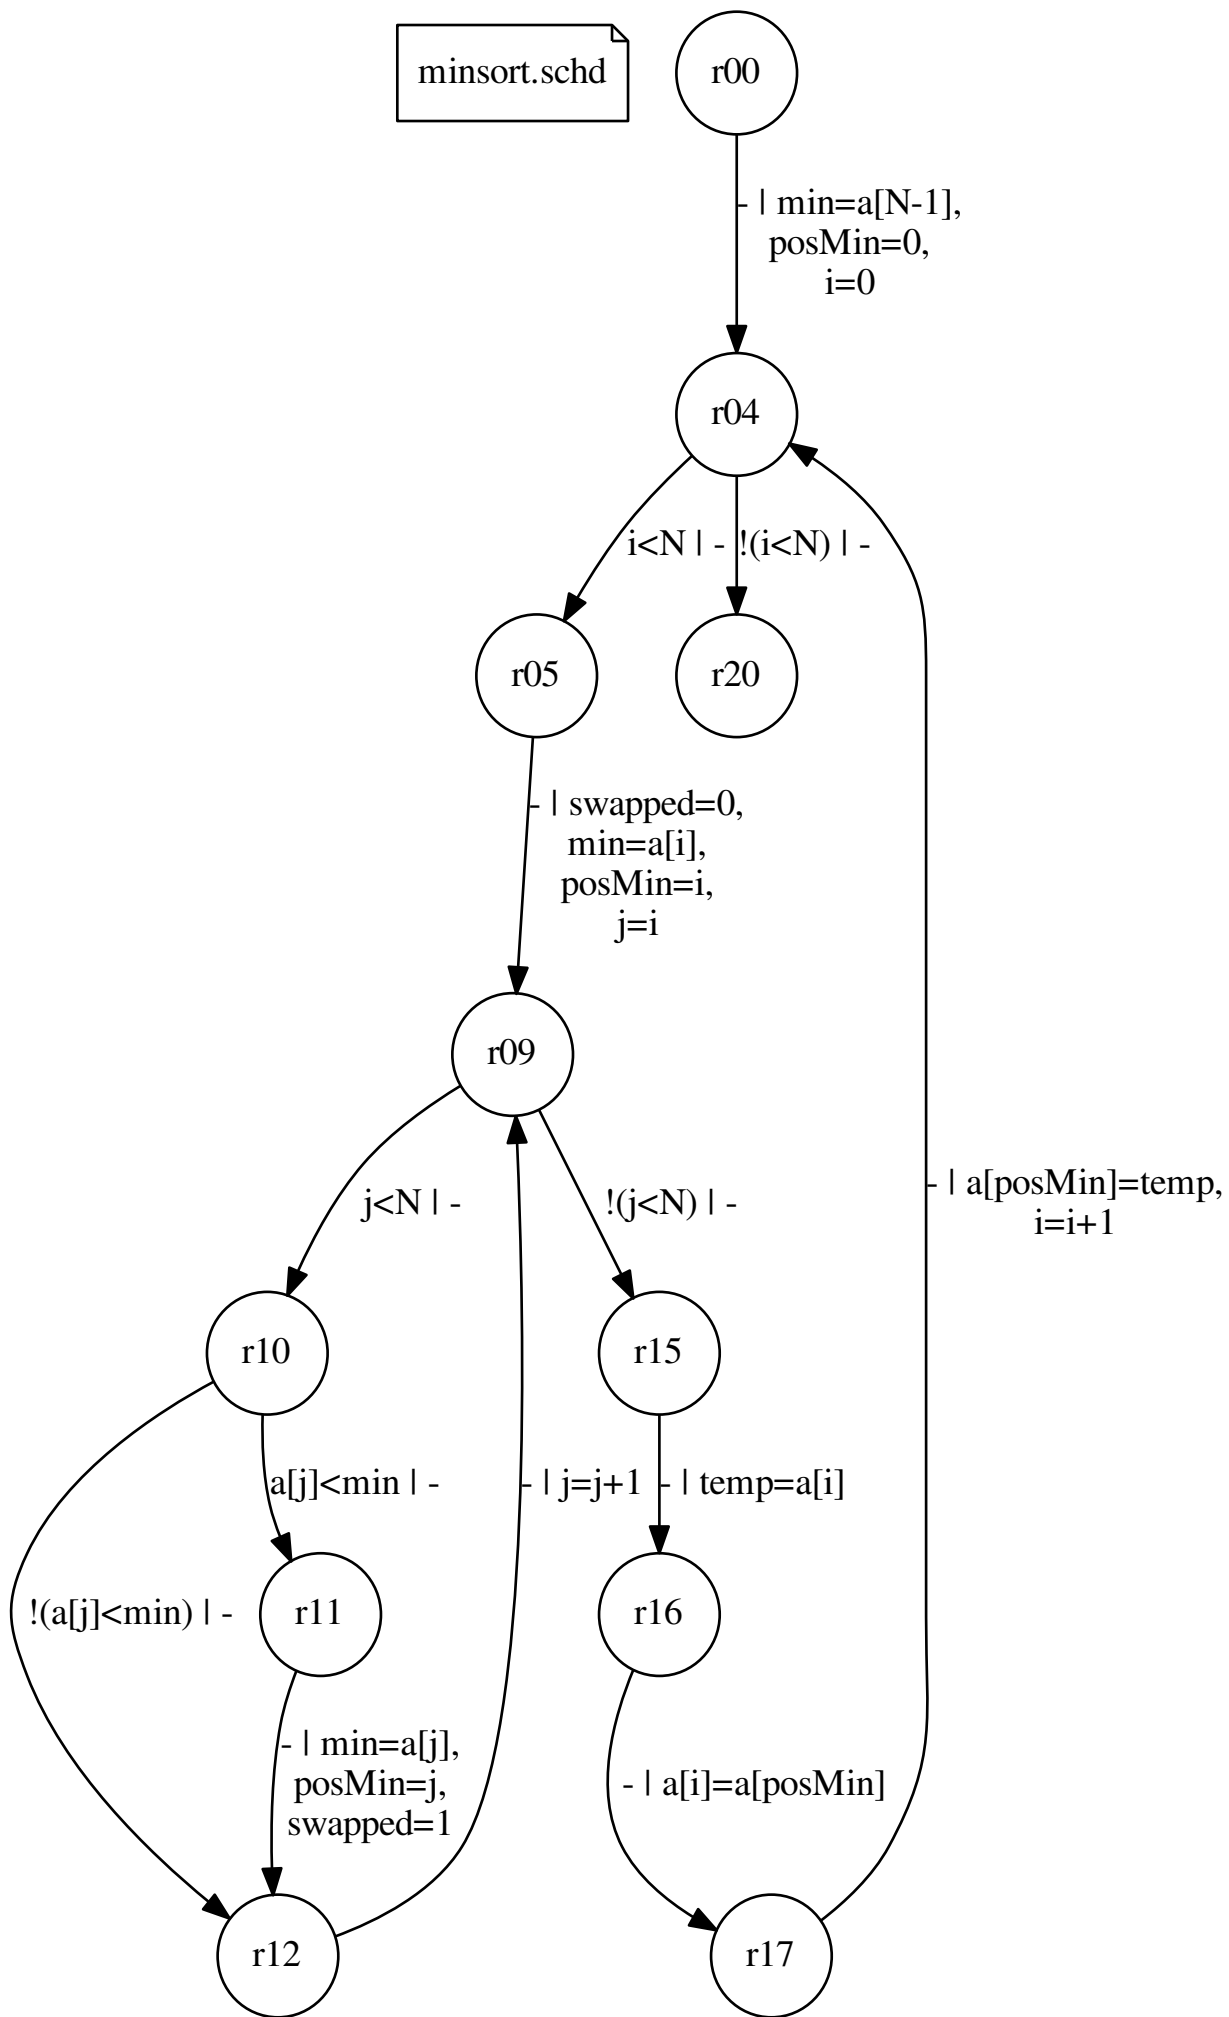 minsort.schd
r00
- | min=a[N-1],
posMin=0,
i=0
r04
i<N | -
!(i<N) | -
r05
r20
- | swapped=0,
min=a[i],
posMin=i,
j=i
r09
j<N | -
!(j<N) | -
- | a[posMin]=temp,
i=i+1
r10
r15
a[j]<min | -
- | j=j+1
- | temp=a[i]
!(a[j]<min) | -
r11
r16
- | min=a[j],
posMin=j,
swapped=1
- | a[i]=a[posMin]
r12
r17